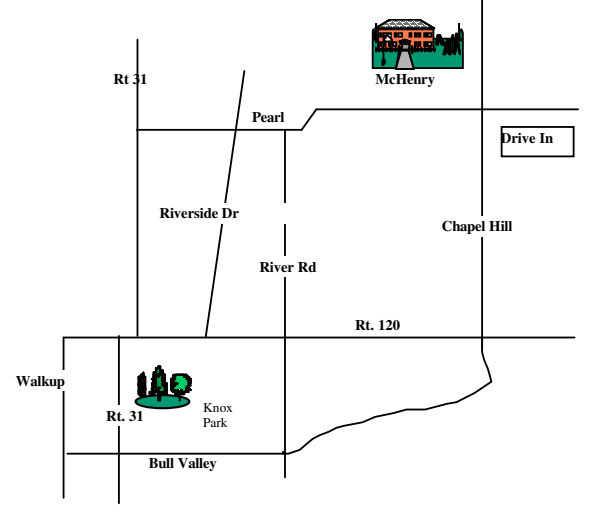 Rt 31
McHenry
Pearl
Drive In
Riverside Dr
Chapel Hill
River Rd
Rt. 120
Walkup
Rt. 31
Knox
Park
Bull Valley